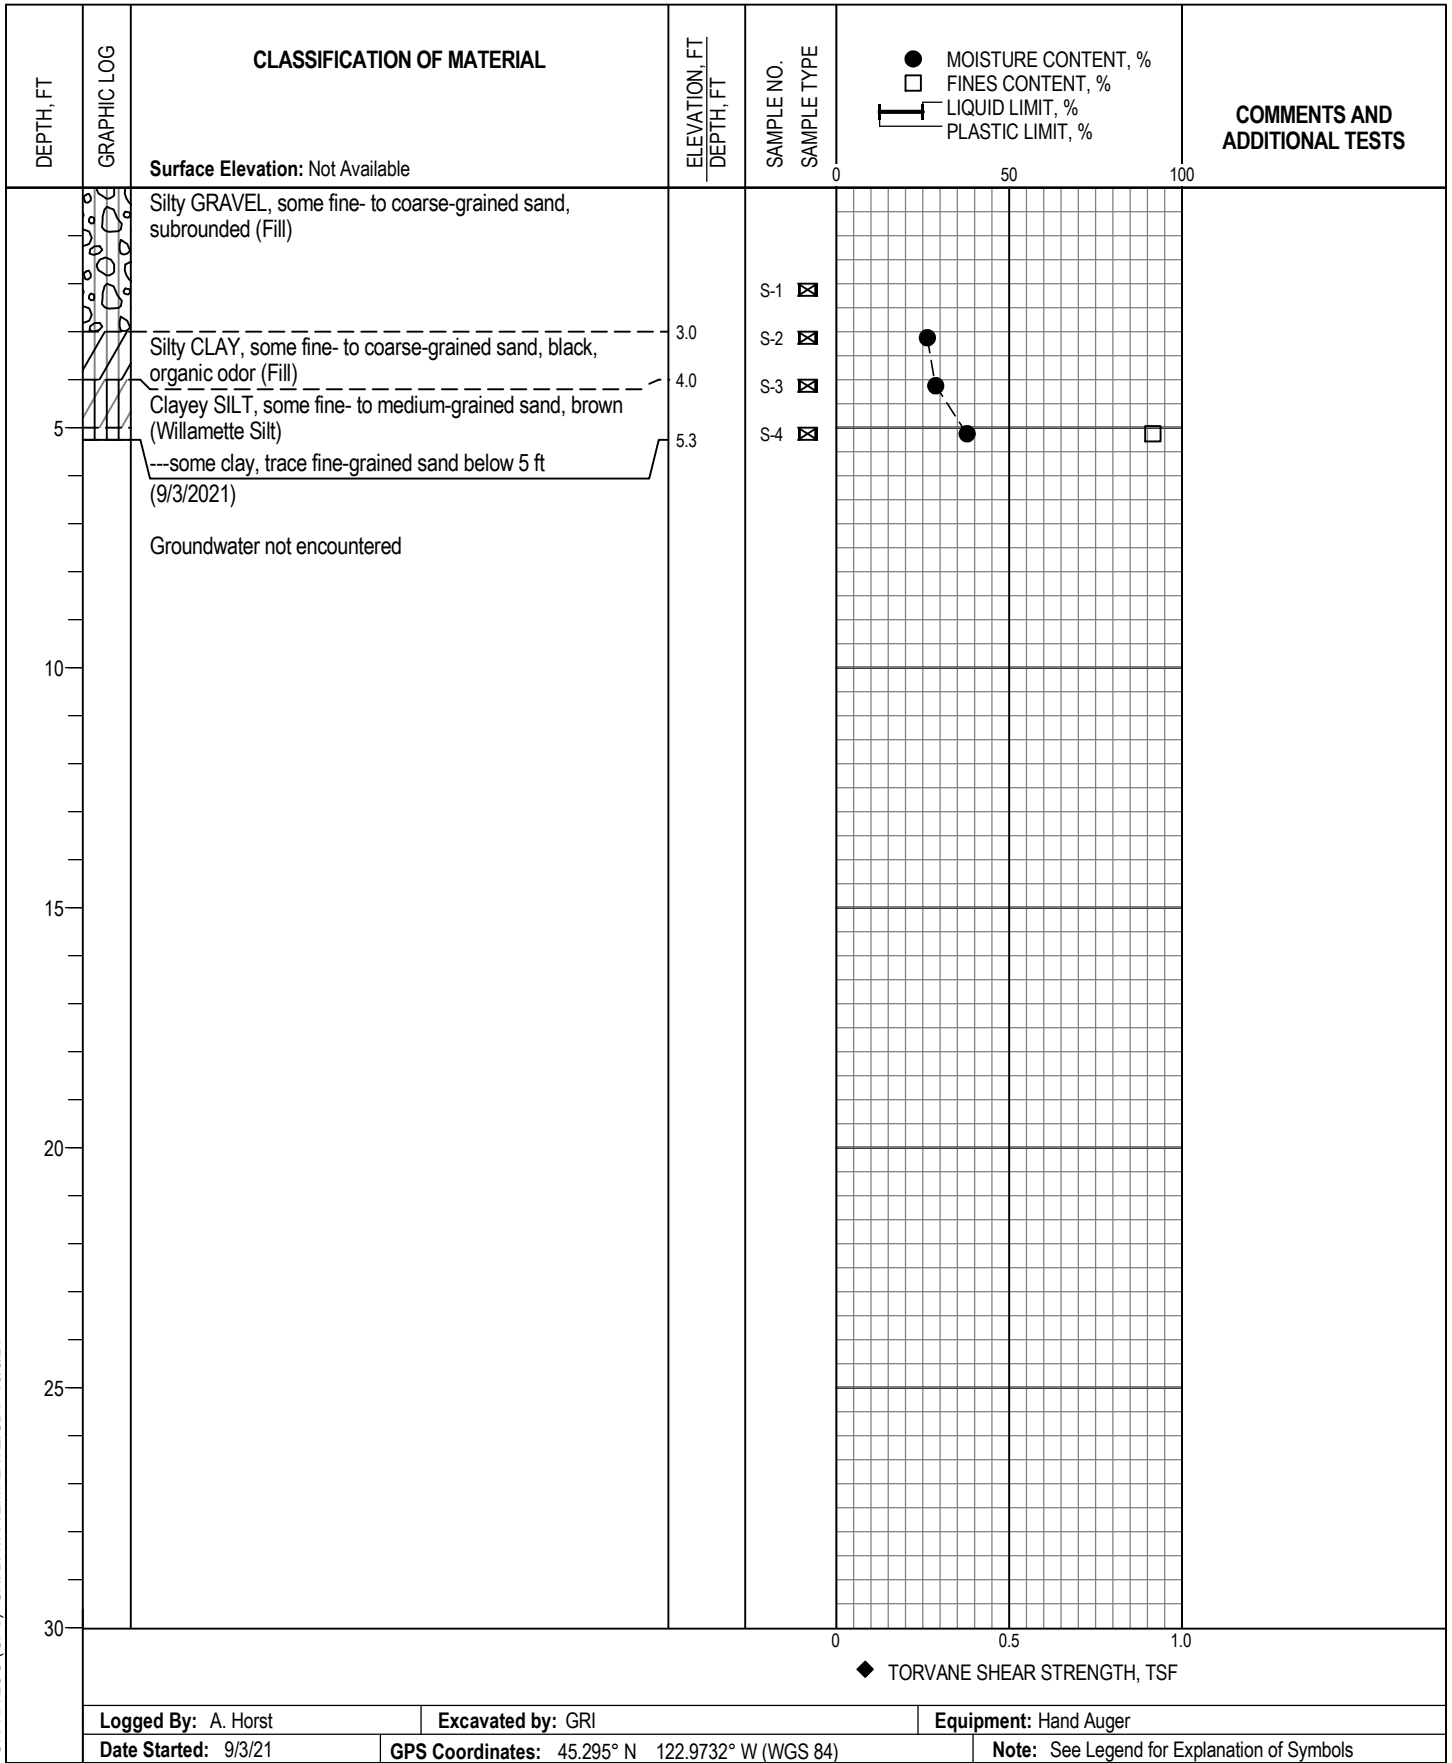 DEPTH, FT
GRAPHIC LOG
CLASSIFICATION OF MATERIAL
Surface Elevation: Not Available
ELEVATION, FT
DEPTH, FT
SAMPLE NO.
SAMPLE TYPE
MOISTURE CONTENT, %
FINES CONTENT, %
LIQUID LIMIT, %
PLASTIC LIMIT, %
0 50 100
COMMENTS AND
ADDITIONAL TESTS
Silty GRAVEL, some fine- to coarse-grained sand,
subrounded (Fill)
S-1
3.0
S-2
Silty CLAY, some fine- to coarse-grained sand, black,
organic odor (Fill)
4.0
S-3
Clayey SILT, some fine- to medium-grained sand, brown
(Willamette Silt)
5
5.3
S-4
---some clay, trace fine-grained sand below 5 ft
(9/3/2021)
Groundwater not encountered
10
15
20
25
30
0 0.5 1.0
TORVANE SHEAR STRENGTH, TSF
Logged By: A. Horst
Excavated by: GRI
Equipment: Hand Auger
Date Started: 9/3/21
GPS Coordinates: 45.295° N 122.9732° W (WGS 84)
Note: See Legend for Explanation of Symbols